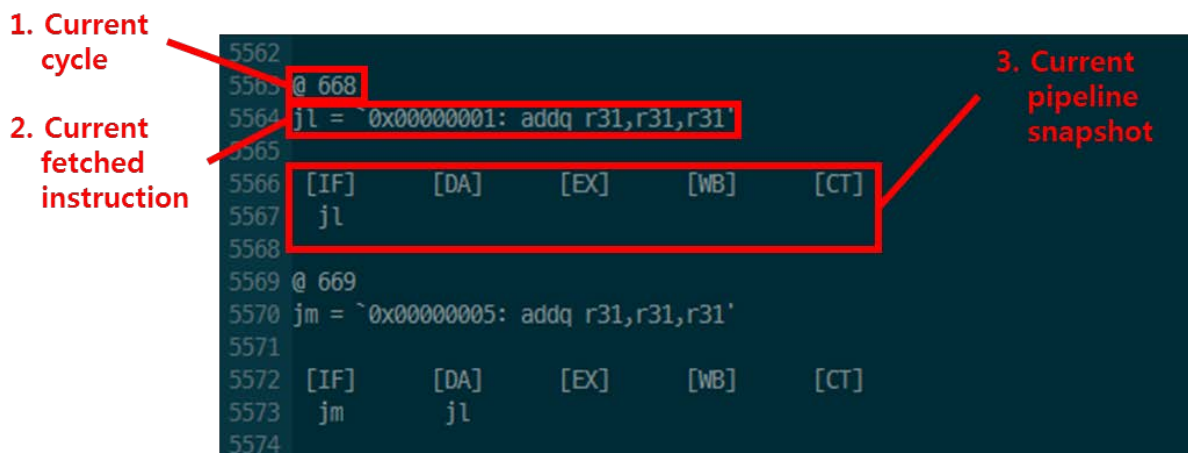 1. Current
cycle
2. Current
fetched
instruction
3. Current
pipeline
snapshot
5562
5563 @ 668
5564 jl = `0x00000001: addq r31,r31,r31'
5565
5566 [IF] [DA] [EX] [WB] [CT]
5567 jl
5568
5569 @ 669
5570 jm = `0x00000005: addq r31,r31,r31'
5571
5572 [IF] [DA] [EX] [WB] [CT]
5573 jm jl
5574